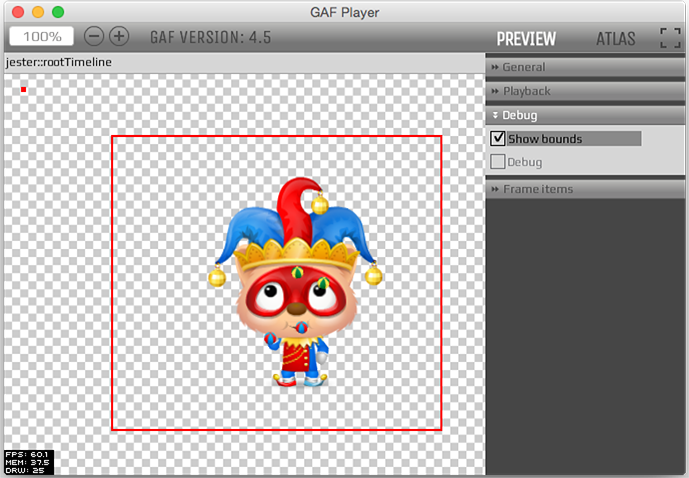 GAF Player
100%
GAF VERSION: 4.5
PREVIEW
ATLAS
jester::rootTimeline
General
Playback
Debug
Show bounds
Debug
Frame items
FPS: 60.1
MEM: 37.5
DRW: 25